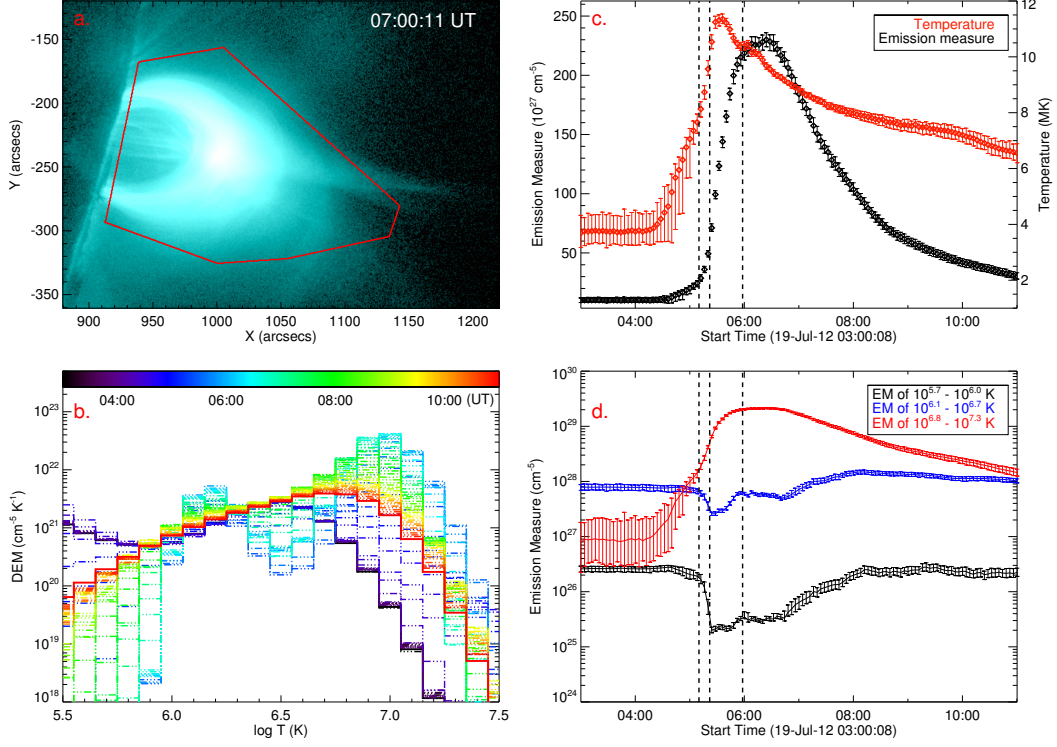 a.
07:00:11 UT
-120
-200
-280
-360
Y (arcsecs)
900
950
1000
1050
1100
1150
1200
X (arcsecs)
c.
Temperature
Emission measure
250
200
150
100
50
Emission Measure (10^27 cm^-5)
12
10
8
6
4
2
Temperature (MK)
04:00
06:00
08:00
10:00
Start Time (19-Jul-12 03:00:08)
b.
04:00
06:00
08:00
10:00 (UT)
10^23
10^22
10^21
10^20
10^19
10^18
DEM (cm^-5 K^-1)
5.5
6.0
6.5
7.0
7.5
log T (K)
d.
EM of 10^5.7 - 10^6.0 K
EM of 10^6.1 - 10^6.7 K
EM of 10^6.8 - 10^7.3 K
10^30
10^29
10^28
10^27
10^26
10^25
10^24
Emission Measure (cm^-5)
04:00
06:00
08:00
10:00
Start Time (19-Jul-12 03:00:08)